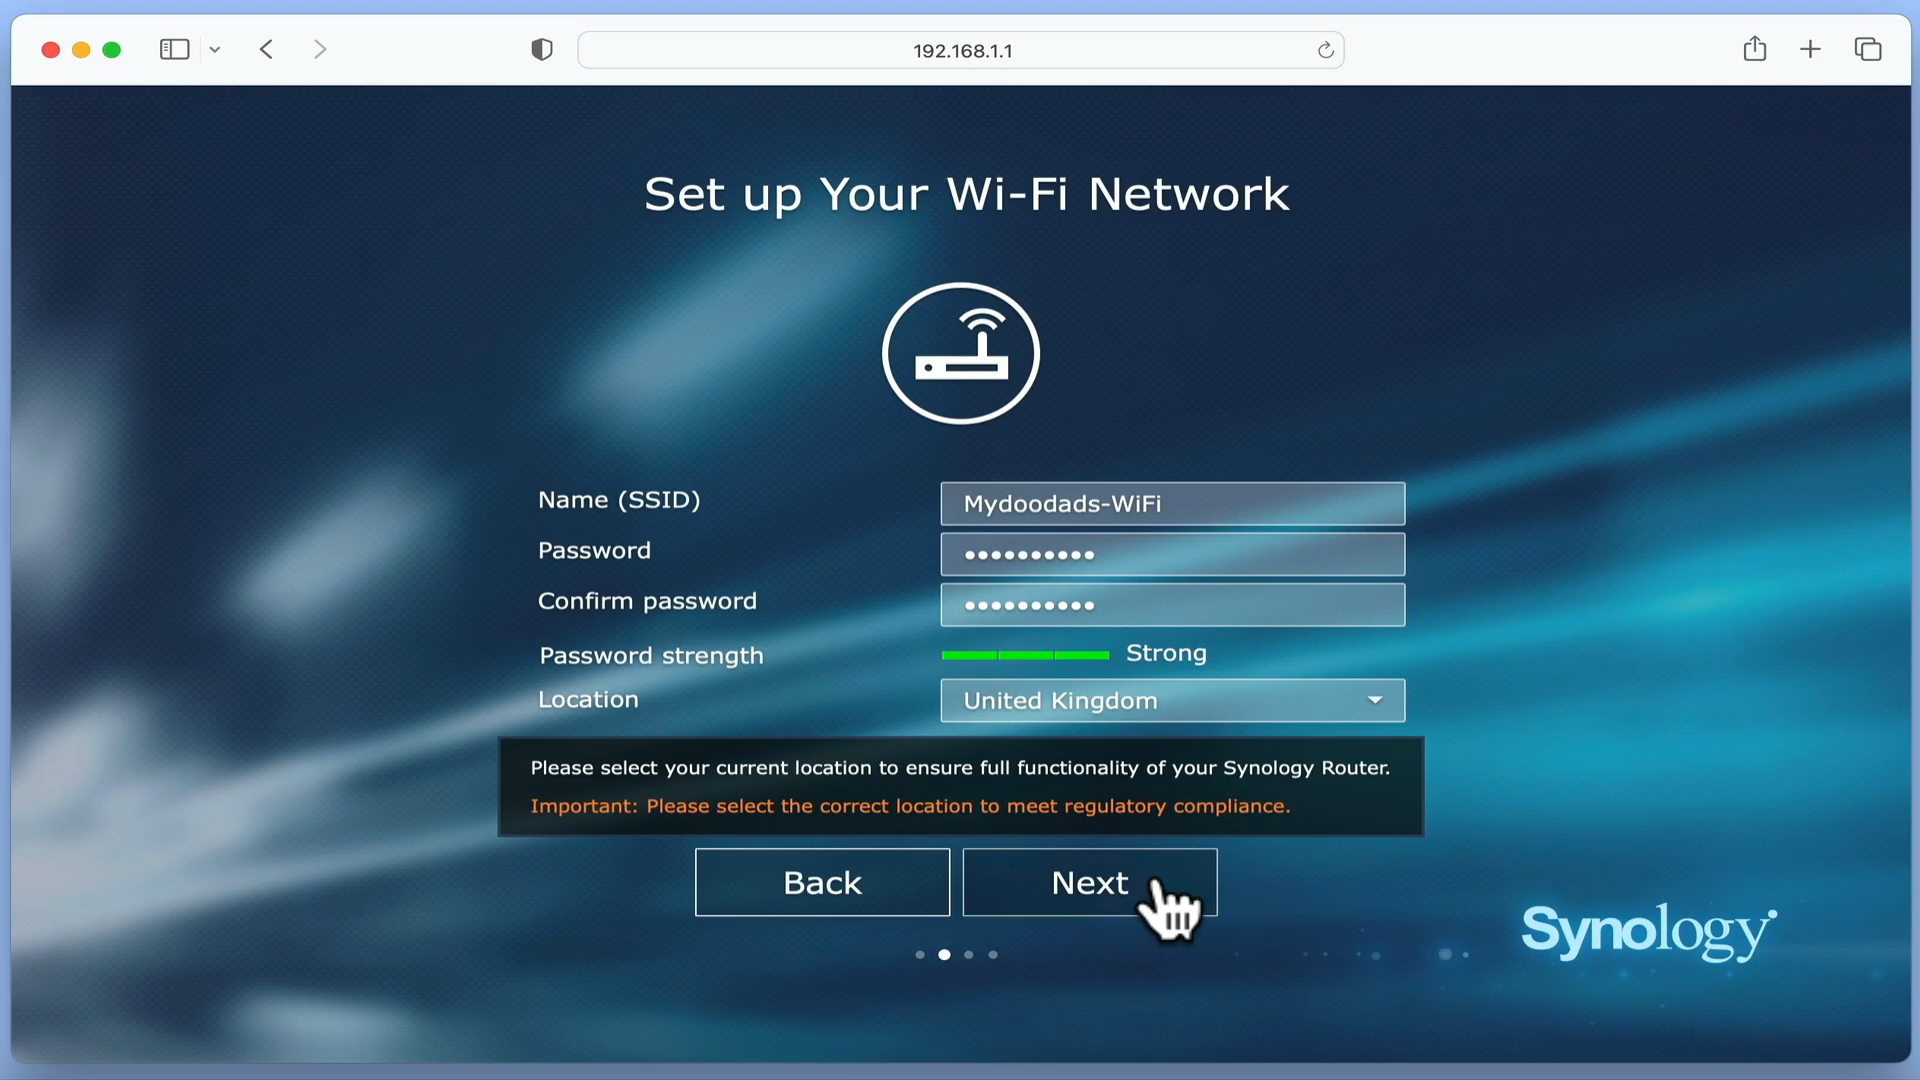 192.168.1.1
Set up Your Wi-Fi Network
Name (SSID)
Mydoodads-WiFi
Password
••••••••••
Confirm password
••••••••••
Password strength
Strong
Location
United Kingdom
Please select your current location to ensure full functionality of your Synology Router.
Important: Please select the correct location to meet regulatory compliance.
Back
Next
Synology